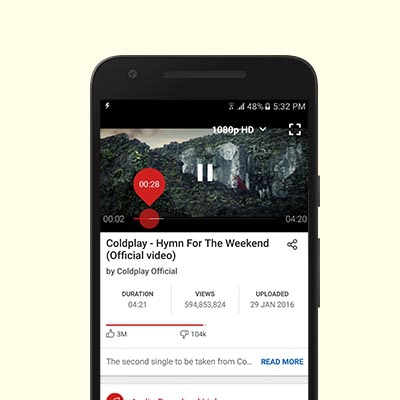 48% 5:32 PM
1080p HD
00:28
00:02 04:20
Coldplay - Hymn For The Weekend
(Official video)
by Coldplay Official
DURATION VIEWS UPLOADED
04:21 594,853,824 29 JAN 2016
3M 104k
The second single to be taken from Co... READ MORE